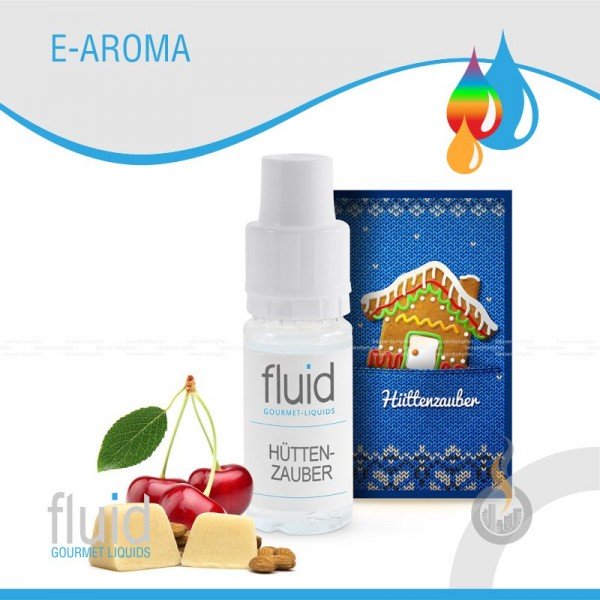 E-AROMA
fluid
GOURMET-LIQUIDS
HÜTTEN-
ZAUBER
Hüttenzauber
fluid
GOURMET LIQUIDS